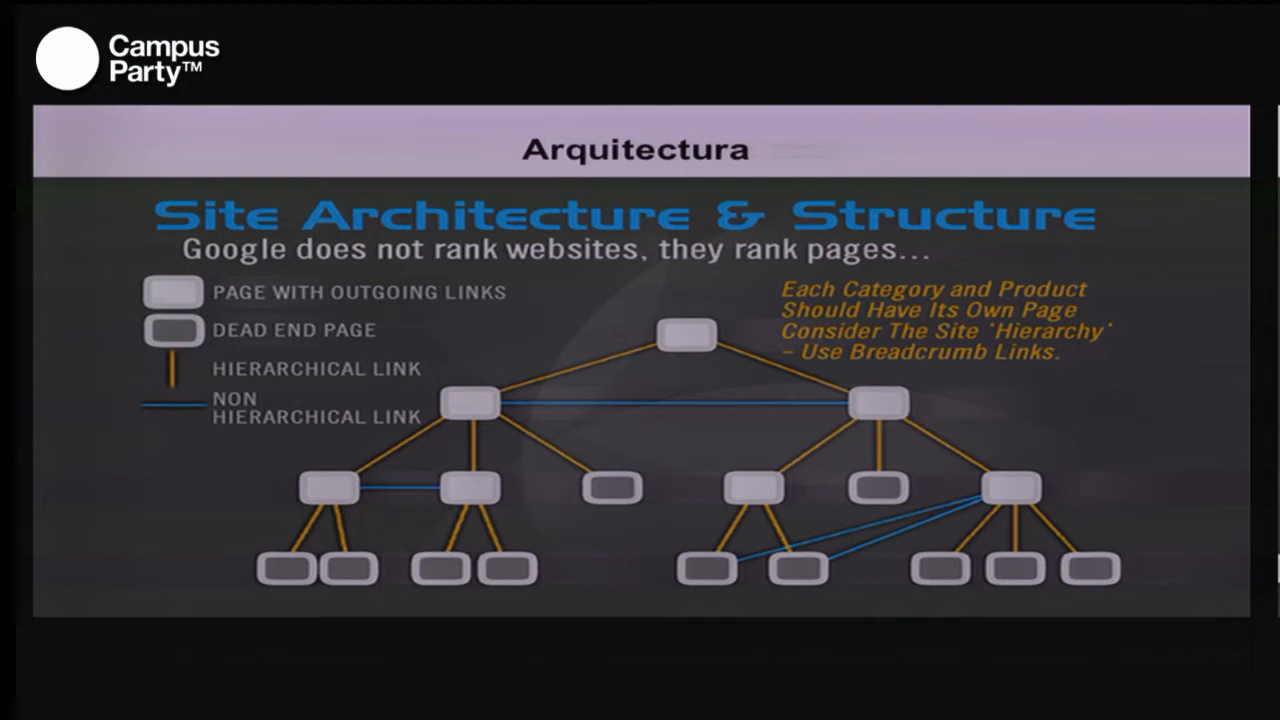 Campus
Party™
Arquitectura
Site Architecture & Structure
Google does not rank websites, they rank pages...
PAGE WITH OUTGOING LINKS
DEAD END PAGE
HIERARCHICAL LINK
NON
HIERARCHICAL LINK
Each Category and Product
Should Have Its Own Page
Consider The Site 'Hierarchy'
– Use Breadcrumb Links.